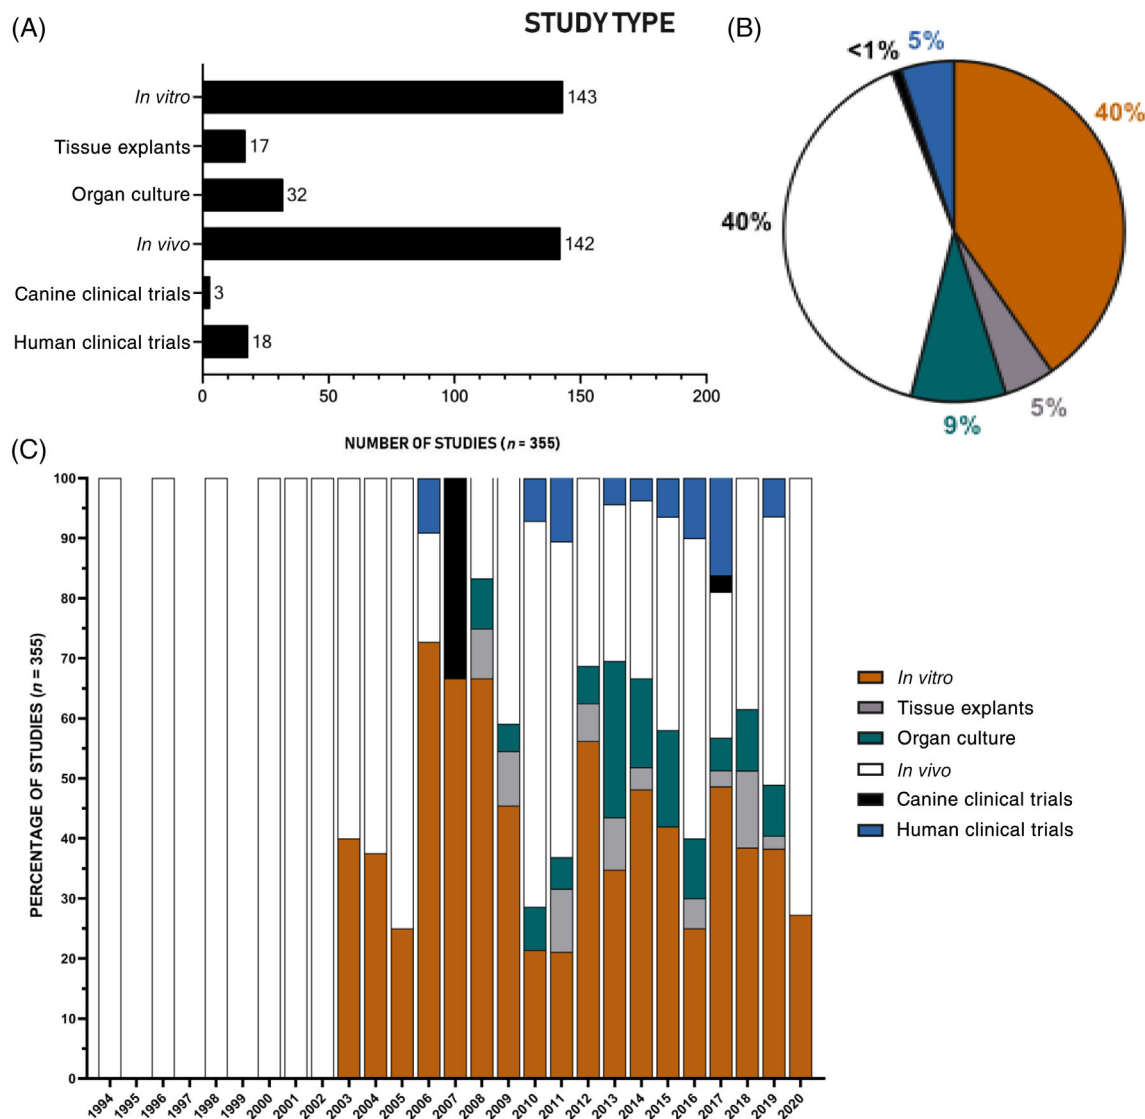 STUDY TYPE
(A)
In vitro
143
Tissue explants
17
Organ culture
32
In vivo
142
Canine clinical trials
3
Human clinical trials
18
0 50 100 150 200
NUMBER OF STUDIES (n = 355)
(B)
<1%
5%
40%
40%
5%
9%
(C)
PERCENTAGE OF STUDIES (n = 355)
100
90
80
70
60
50
40
30
20
10
0
1994 1995 1996 1997 1998 1999 2000 2001 2002 2003 2004 2005 2006 2007 2008 2009 2010 2011 2012 2013 2014 2015 2016 2017 2018 2019 2020
In vitro
Tissue explants
Organ culture
In vivo
Canine clinical trials
Human clinical trials